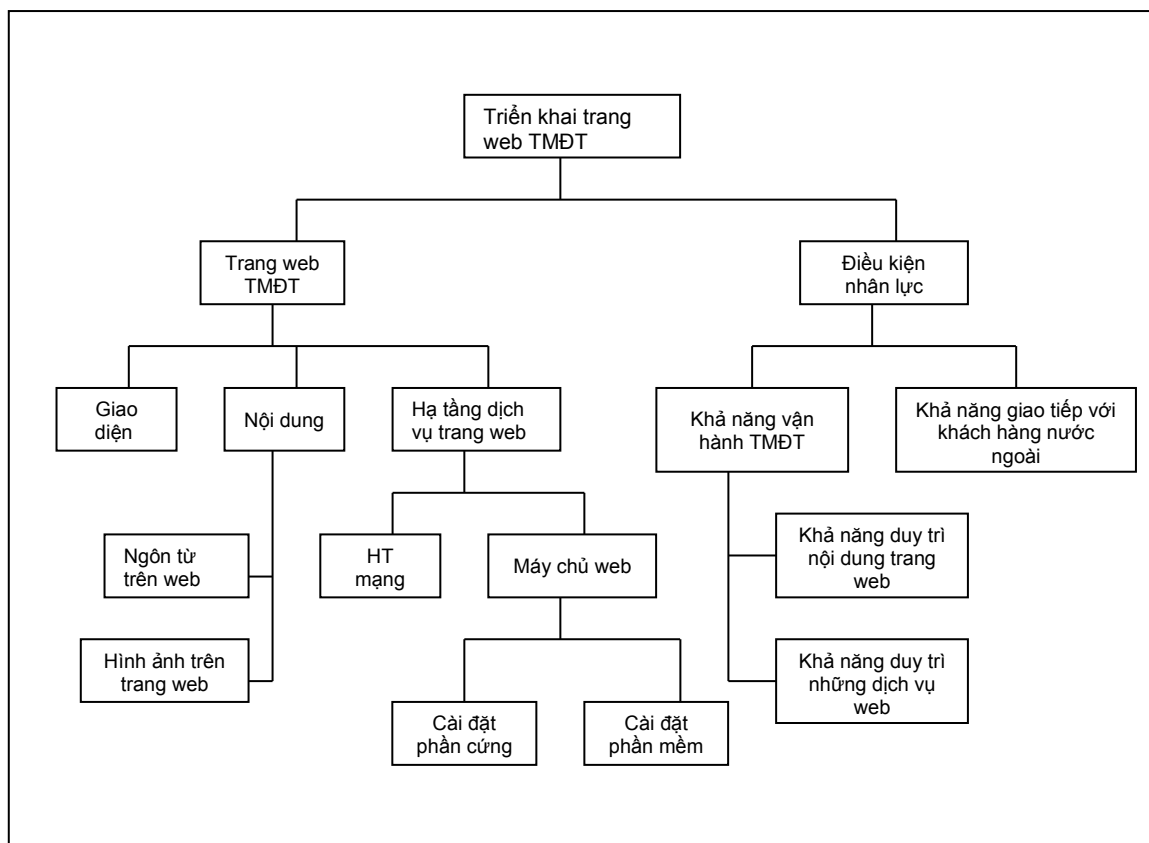 Triển khai trang
web TMĐT
Trang web
TMĐT
Điều kiện
nhân lực
Giao
diện
Nội dung
Hạ tầng dịch
vụ trang web
Khả năng vận
hành TMĐT
Khả năng giao tiếp với
khách hàng nước
ngoài
Ngôn từ
trên web
HT
mạng
Máy chủ web
Khả năng duy trì
nội dung trang
web
Hình ảnh trên
trang web
Khả năng duy trì
những dịch vụ
web
Cài đặt
phần cứng
Cài đặt
phần mềm